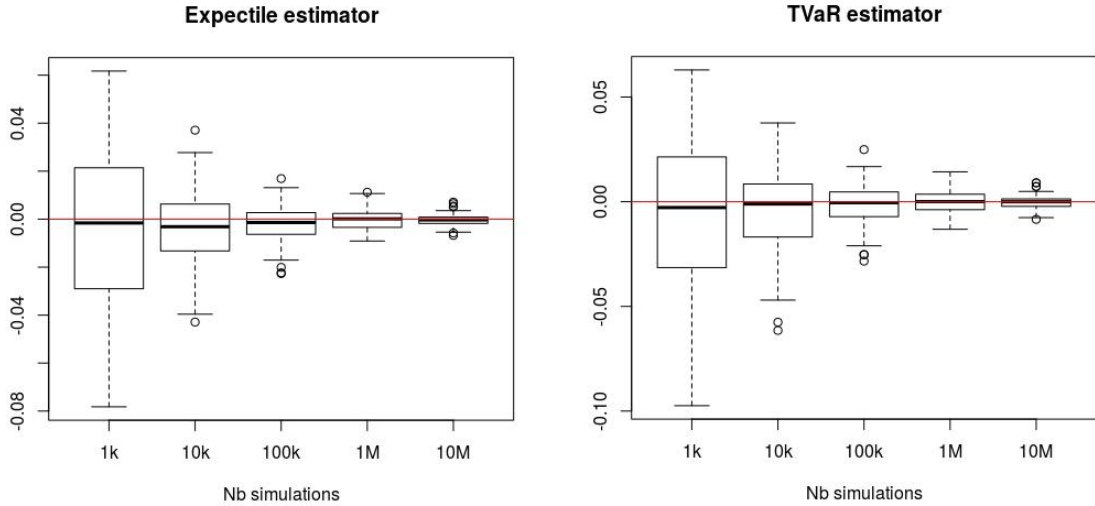 Expectile estimator
0.04
0.00
-0.04
-0.08
1k 10k 100k 1M 10M
Nb simulations
TVaR estimator
0.05
0.00
-0.05
-0.10
1k 10k 100k 1M 10M
Nb simulations